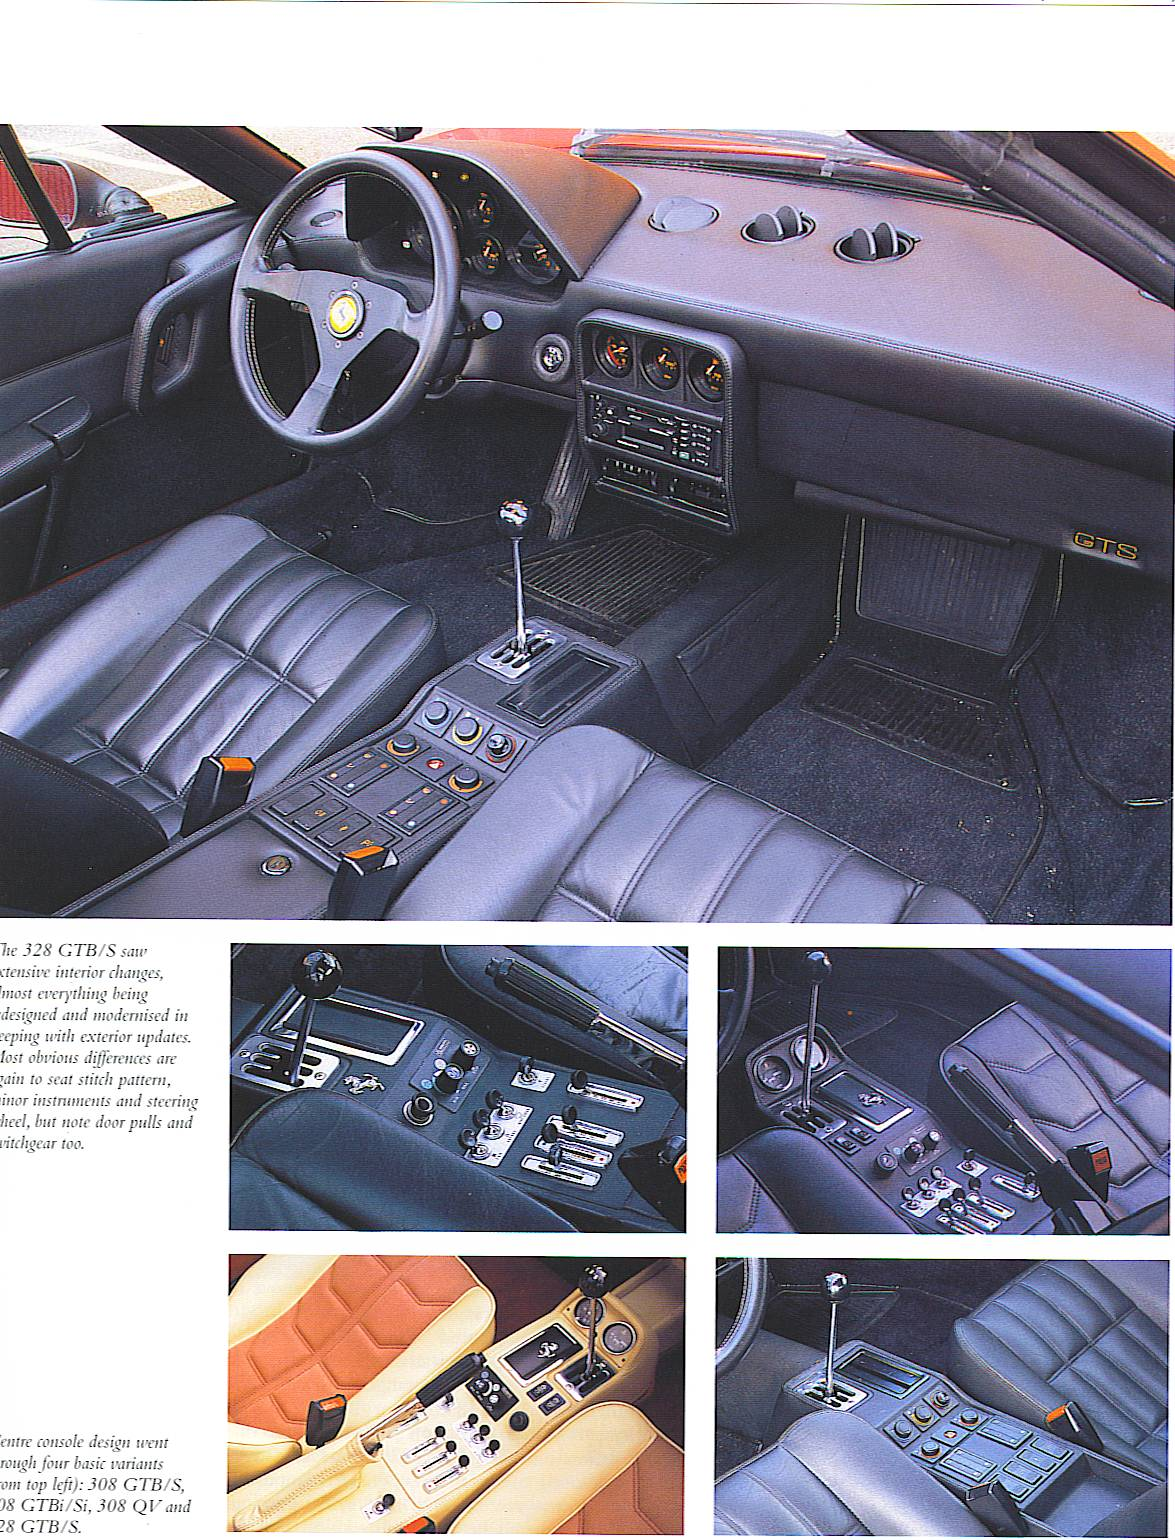 GTS
The 328 GTB/S saw
xtensive interior changes,
lmost everything being
designed and modernised in
eeping with exterior updates.
Most obvious differences are
gain to seat stitch pattern,
inor instruments and steering
heel, but note door pulls and
witchgear too.
entre console design went
rough four basic variants
rom top left): 308 GTB/S,
08 GTBi/Si, 308 QV and
28 GTB/S.